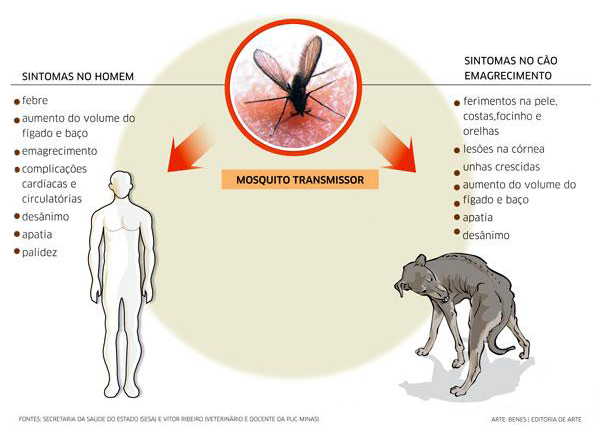 SINTOMAS NO HOMEM
febre
aumento do volume do
fígado e baço
emagrecimento
complicações
cardíacas e
circulatórias
desânimo
apatia
palidez
MOSQUITO TRANSMISSOR
SINTOMAS NO CÃO
EMAGRECIMENTO
ferimentos na pele,
costas,focinho e
orelhas
lesões na córnea
unhas crescidas
aumento do volume do
fígado e baço
apatia
desânimo
FONTES: SECRETARIA DA SAÚDE DO ESTADO (SESA) E VITOR RIBEIRO (VETERINÁRIO E DOCENTE DA PUC-MINAS)
ARTE: BENES | EDITORIA DE ARTE